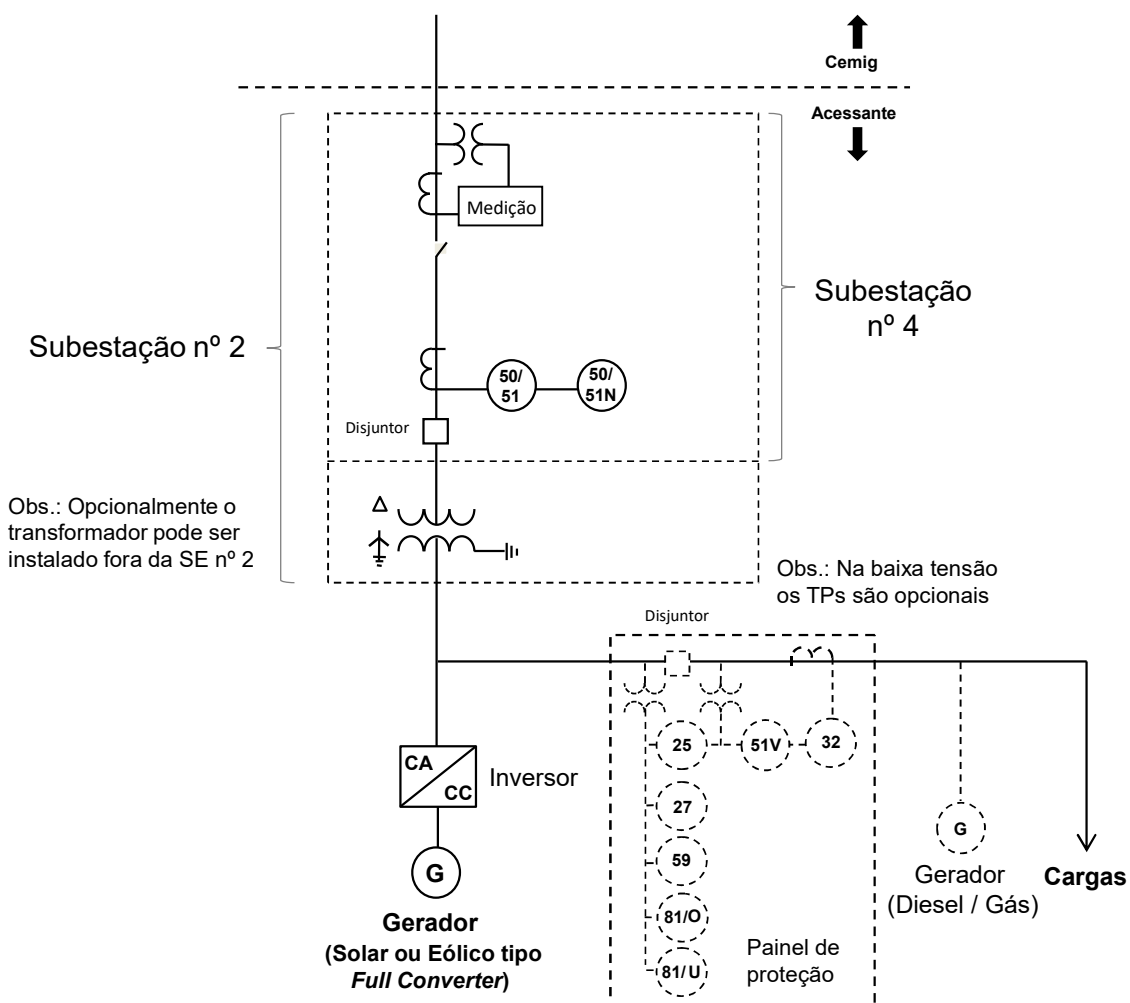 Cemig
Acessante
Medição
Subestação
nº 4
Subestação nº 2
50/
51
50/
51N
Disjuntor
Obs.: Opcionalmente o
transformador pode ser
instalado fora da SE nº 2
Obs.: Na baixa tensão
os TPs são opcionais
Disjuntor
25
51V
32
CA
CC
Inversor
27
59
81/O
81/U
G
Gerador
(Solar ou Eólico tipo
Full Converter)
Painel de
proteção
G
Gerador
(Diesel / Gás)
Cargas